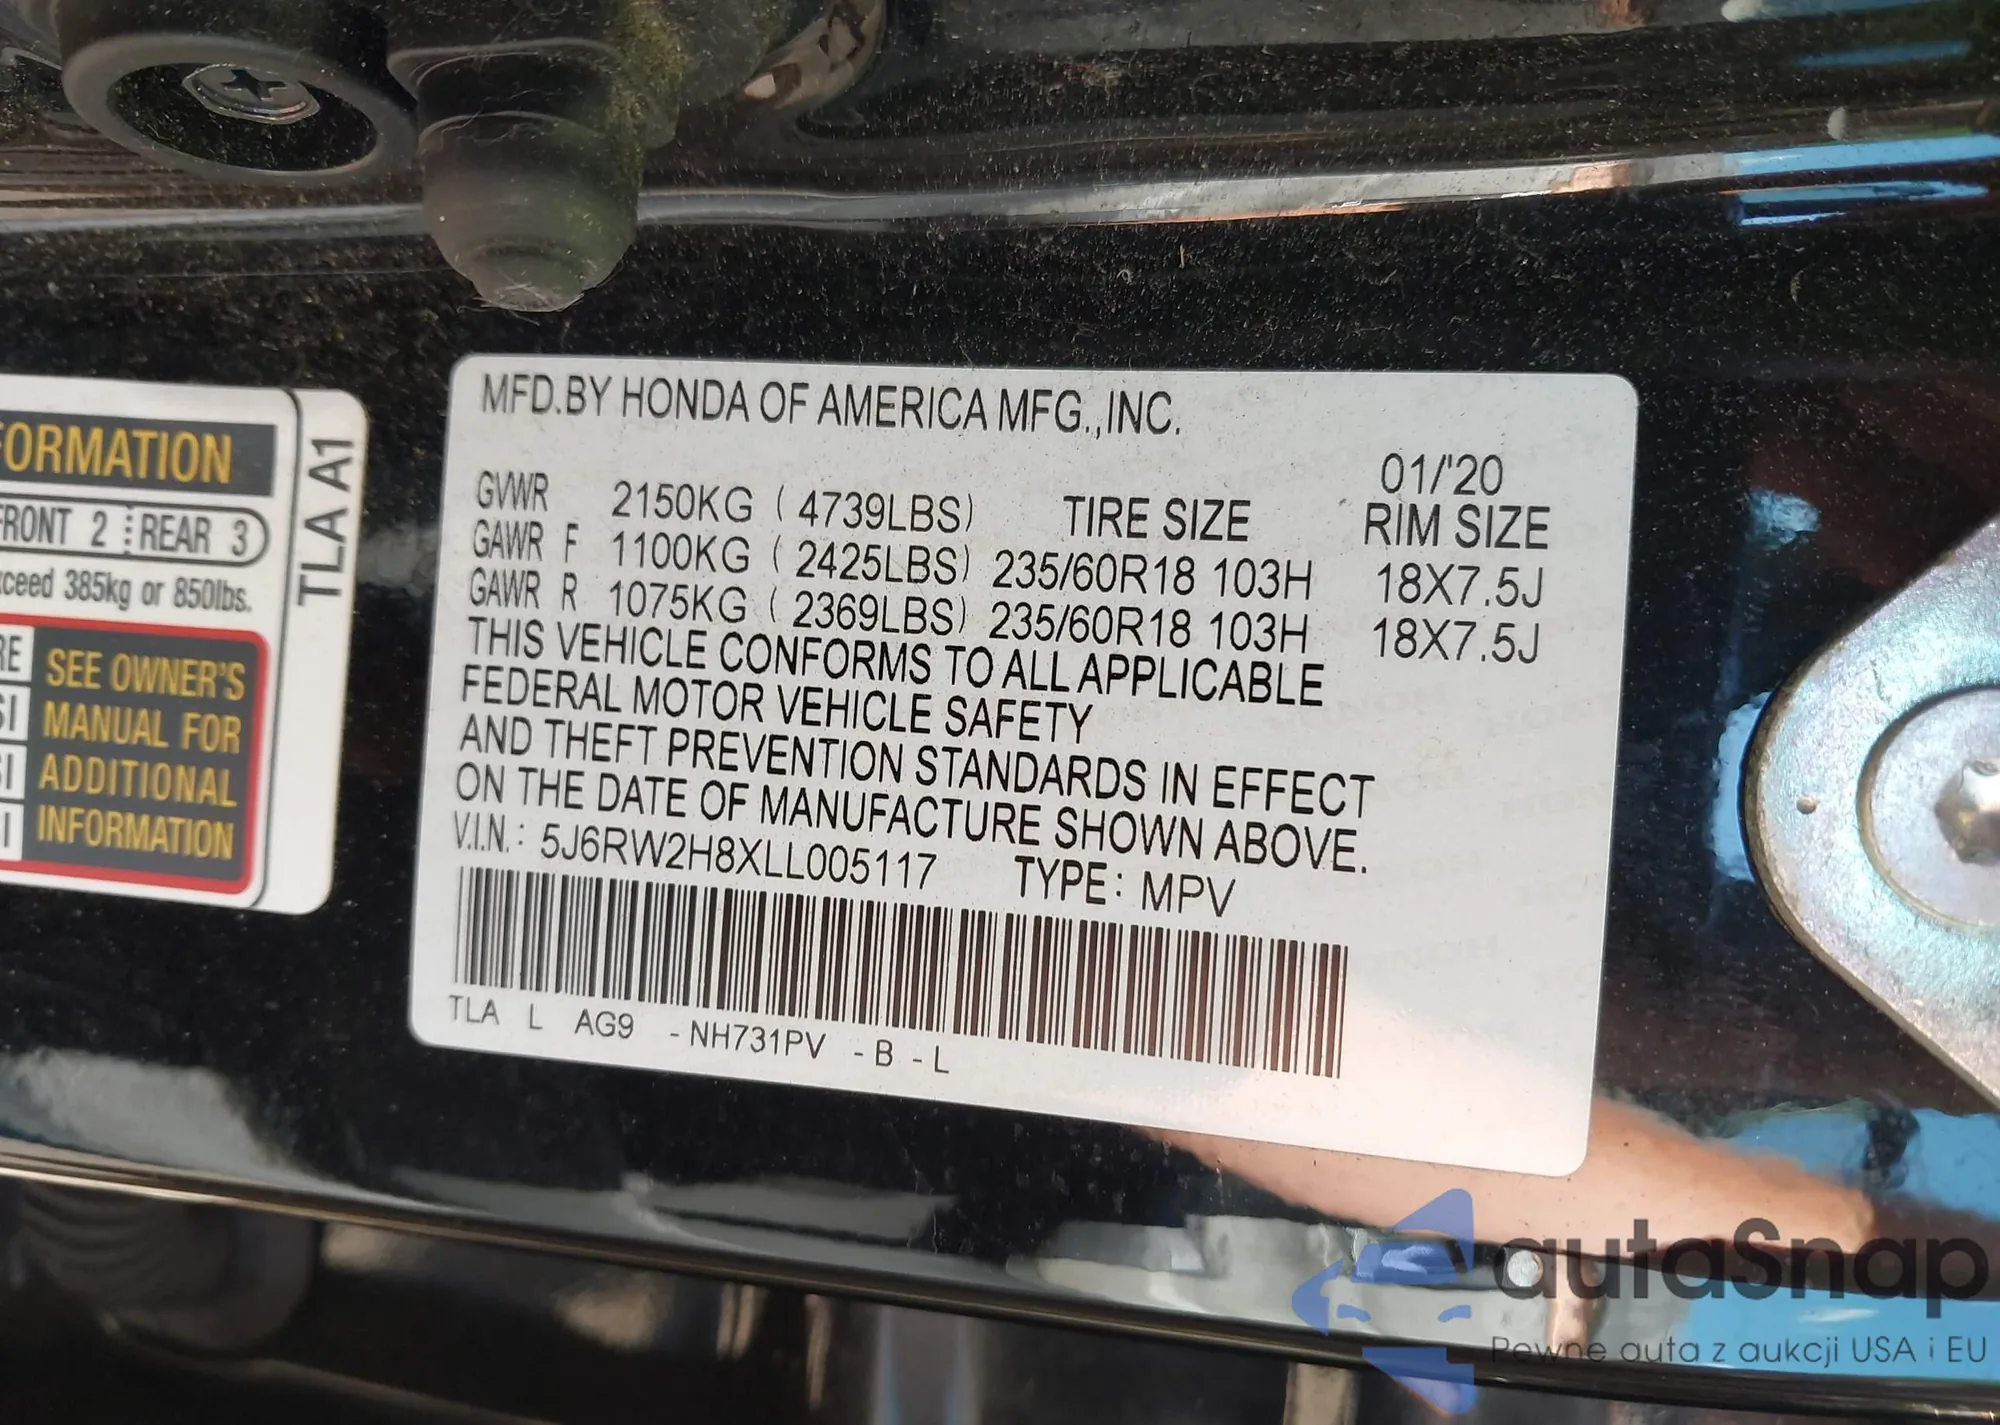 FORMATION
FRONT 2 REAR 3
xceed 385kg or 850lbs.
RE
SEE OWNER'S
MANUAL FOR
ADDITIONAL
INFORMATION
TLA A1
MFD.BY HONDA OF AMERICA MFG.,INC.
01/'20
GVWR 2150KG ( 4739LBS) TIRE SIZE RIM SIZE
GAWR F 1100KG ( 2425LBS) 235/60R18 103H 18X7.5J
GAWR R 1075KG ( 2369LBS) 235/60R18 103H 18X7.5J
THIS VEHICLE CONFORMS TO ALL APPLICABLE
FEDERAL MOTOR VEHICLE SAFETY
AND THEFT PREVENTION STANDARDS IN EFFECT
ON THE DATE OF MANUFACTURE SHOWN ABOVE.
V.I.N.: 5J6RW2H8XLL005117 TYPE: MPV
TLA L AG9 -NH731PV -B -L
autaSnap
Pewne auta z aukcji USA i EU